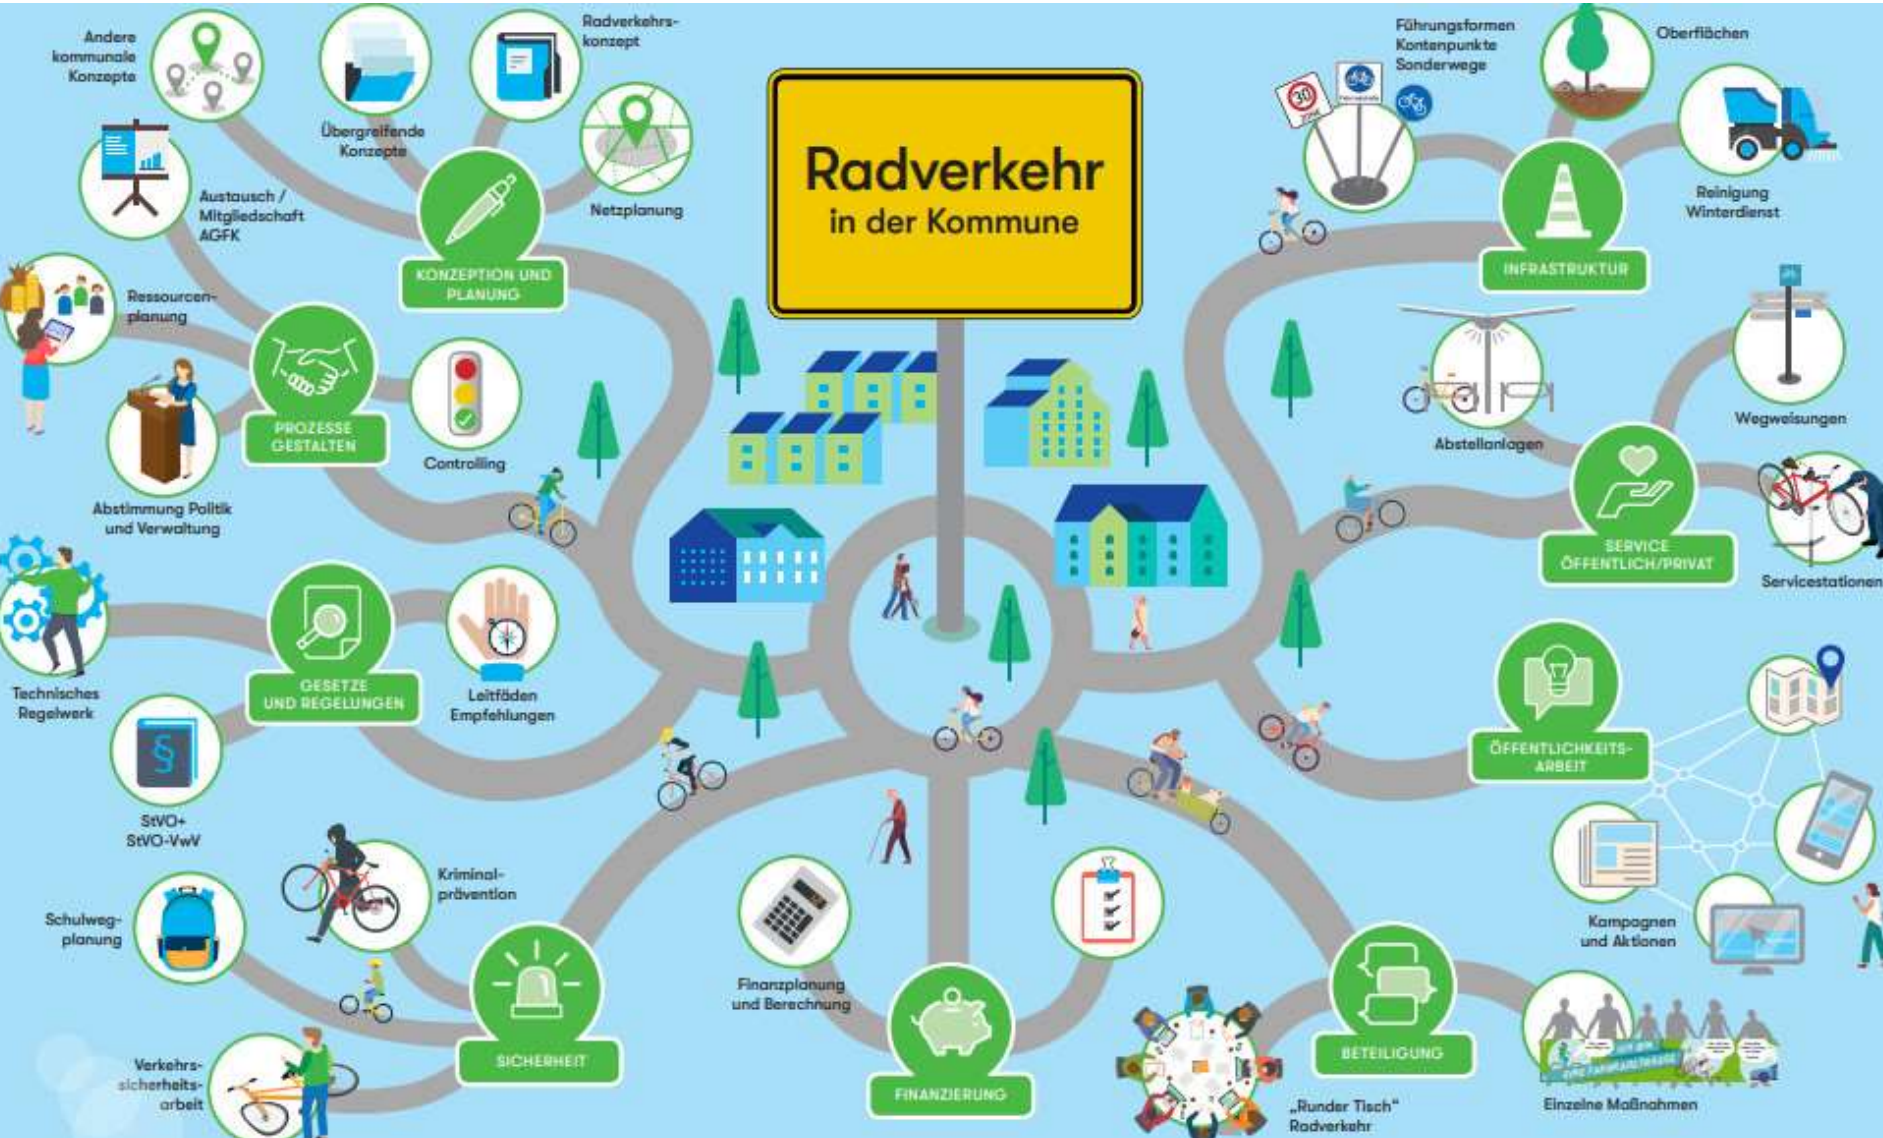 Radverkehr
in der Kommune
Andere
kommunale
Konzepte
Übergreifende
Konzepte
Radverkehrs-
konzept
Netzplanung
KONZEPTION UND
PLANUNG
Austausch /
Mitgliedschaft
AGFK
Ressourcen-
planung
Abstimmung Politik
und Verwaltung
PROZESSE
GESTALTEN
Controlling
Technisches
Regelwerk
§
StVO+
StVO-VwV
GESETZE
UND REGELUNGEN
Leitfäden
Empfehlungen
Schulweg-
planung
Kriminal-
prävention
Verkehrs-
sicherheits-
arbeit
SICHERHEIT
Finanzplanung
und Berechnung
FINANZIERUNG
„Runder Tisch“
Radverkehr
BETEILIGUNG
Einzelne Maßnahmen
Kampagnen
und Aktionen
ÖFFENTLICHKEITS-
ARBEIT
Servicestationen
SERVICE
ÖFFENTLICH/PRIVAT
Abstellanlagen
Wegweisungen
INFRASTRUKTUR
Führungsformen
Kontenpunkte
Sonderwege
30
ZONE
Oberflächen
Reinigung
Winterdienst